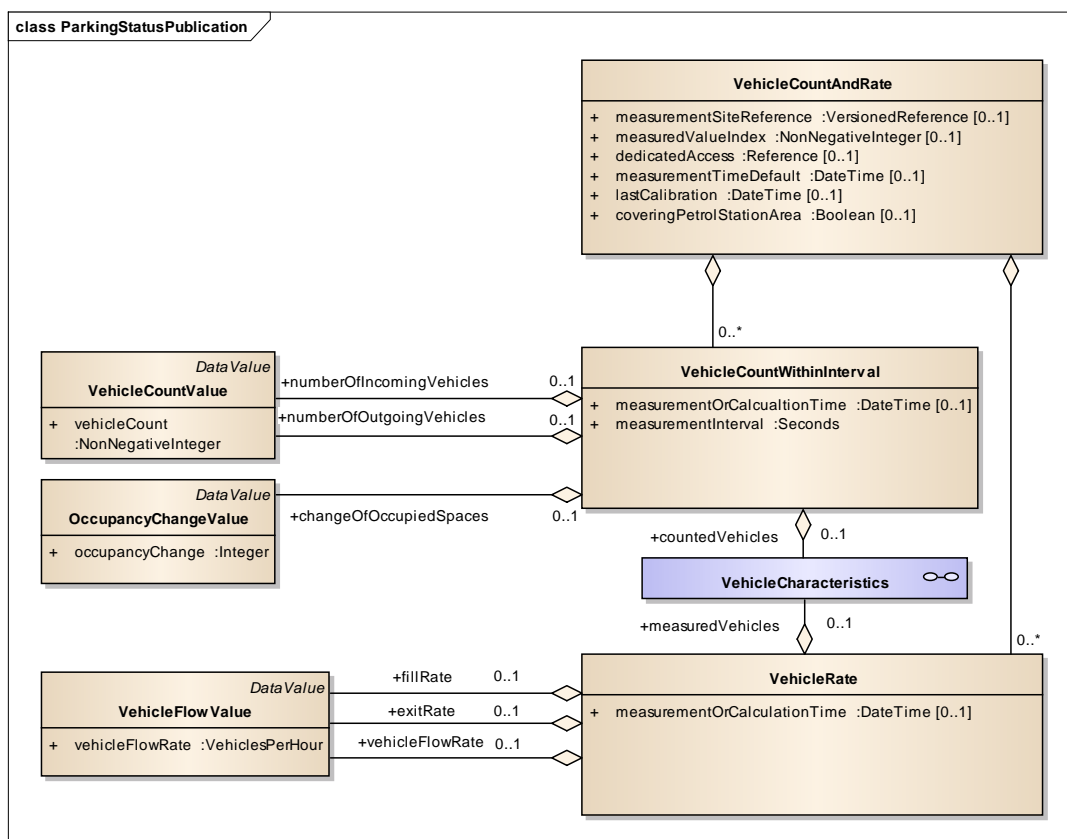 class ParkingStatusPublication
VehicleCountAndRate
+ measurementSiteReference :VersionedReference [0..1]
+ measuredValueIndex :NonNegativeInteger [0..1]
+ dedicatedAccess :Reference [0..1]
+ measurementTimeDefault :DateTime [0..1]
+ lastCalibration :DateTime [0..1]
+ coveringPetrolStationArea :Boolean [0..1]
0..*
DataValue
VehicleCountValue
+ vehicleCount
:NonNegativeInteger
+numberOfIncomingVehicles 0..1
+numberOfOutgoingVehicles 0..1
VehicleCountWithinInterval
+ measurementOrCalcualtionTime :DateTime [0..1]
+ measurementInterval :Seconds
DataValue
OccupancyChangeValue
+ occupancyChange :Integer
+changeOfOccupiedSpaces 0..1
+countedVehicles 0..1
VehicleCharacteristics
+measuredVehicles 0..1
0..*
DataValue
VehicleFlowValue
+ vehicleFlowRate :VehiclesPerHour
+fillRate 0..1
+exitRate 0..1
+vehicleFlowRate 0..1
VehicleRate
+ measurementOrCalculationTime :DateTime [0..1]